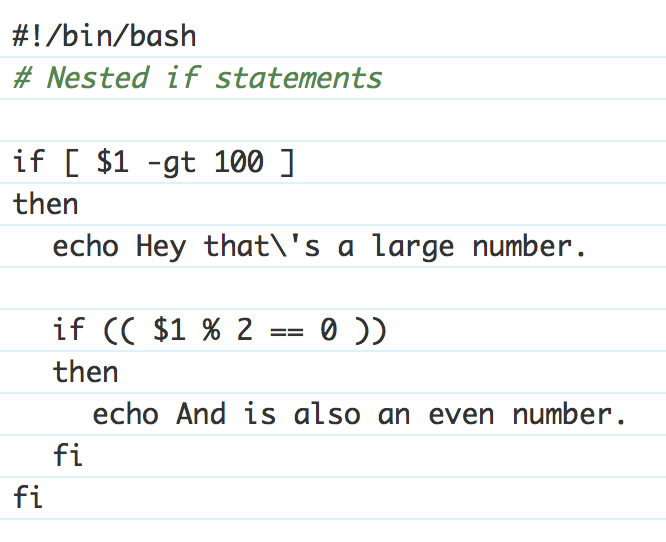 #!/bin/bash
# Nested if statements
if [ $1 -gt 100 ]
then
echo Hey that\'s a large number.
if (( $1 % 2 == 0 ))
then
echo And is also an even number.
fi
fi